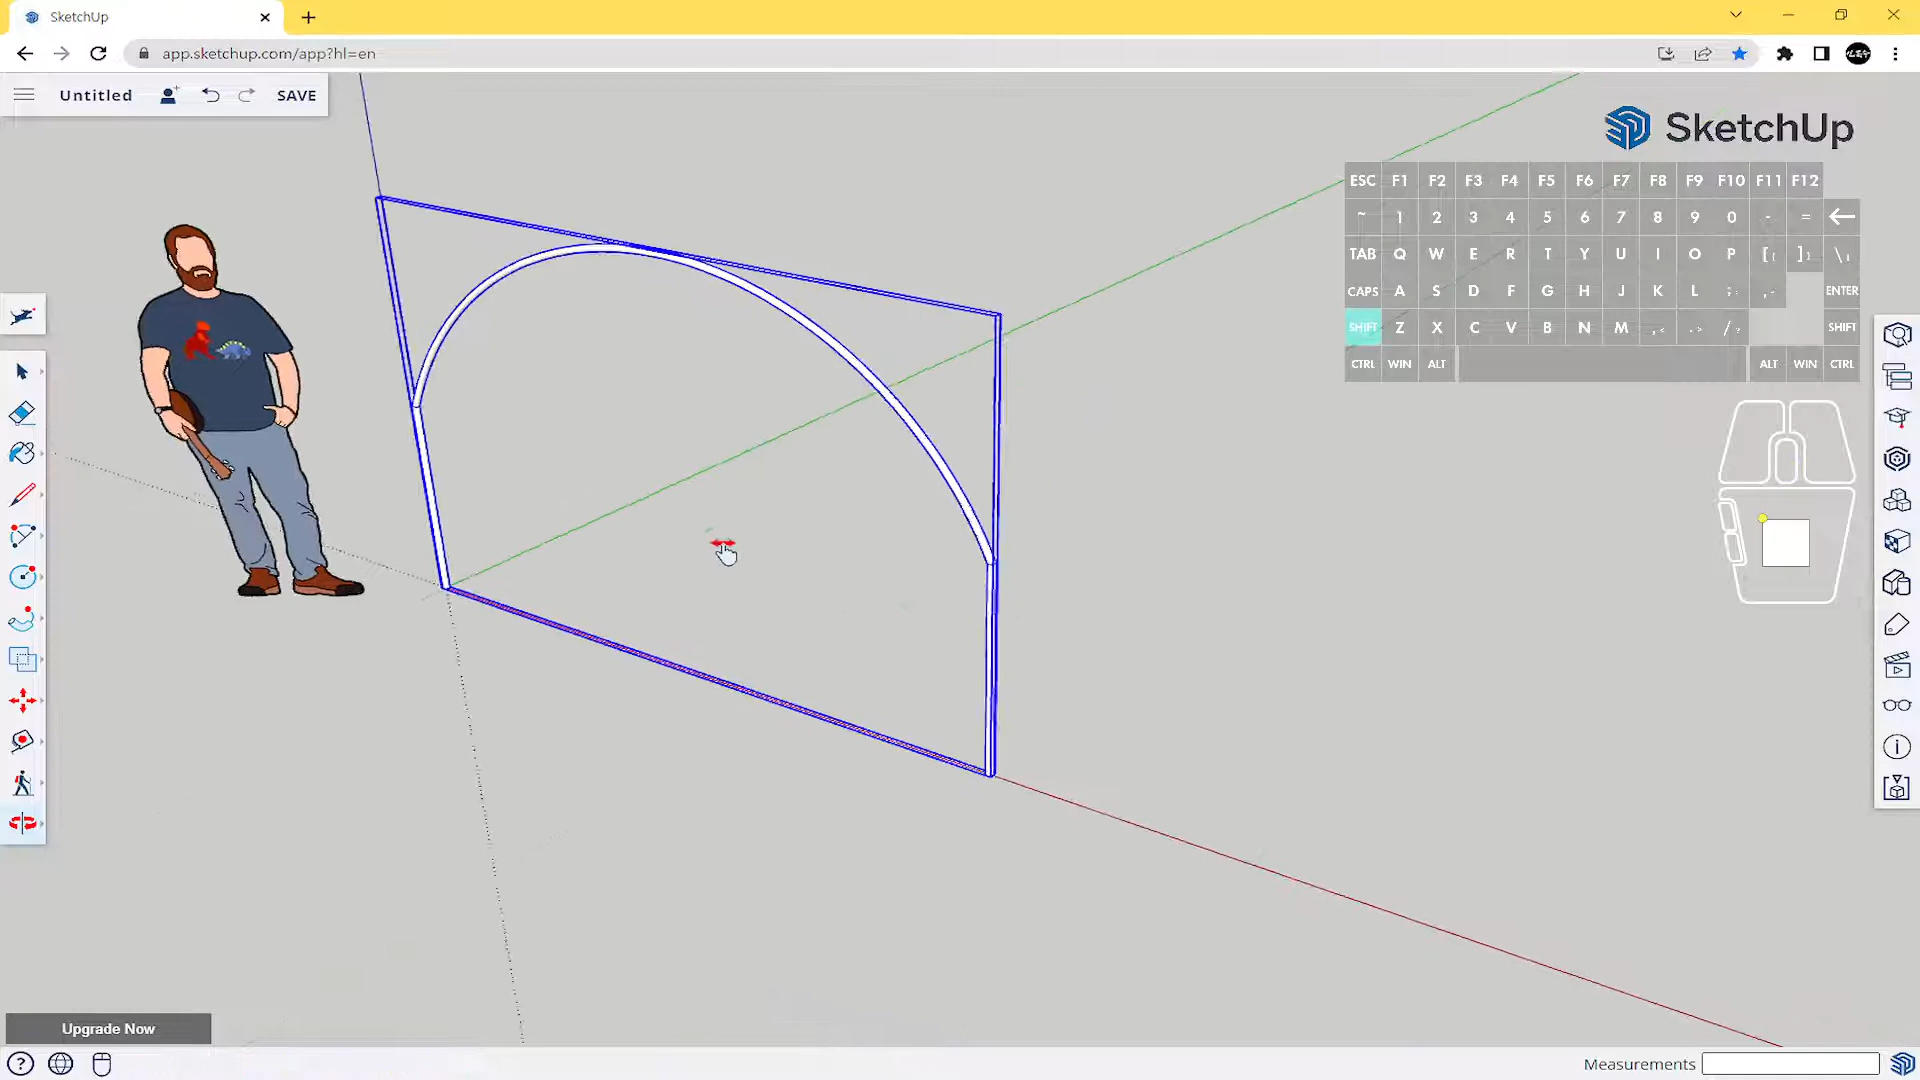 SketchUp
app.sketchup.com/app?hl=en
Untitled
SAVE
SketchUp
ESC F1 F2 F3 F4 F5 F6 F7 F8 F9 F10 F11 F12
~ 1 2 3 4 5 6 7 8 9 0 - =
TAB Q W E R T Y U I O P [{ ]} \|
CAPS A S D F G H J K L ;: ENTER
SHIFT Z X C V B N M ,< .> /? SHIFT
CTRL WIN ALT ALT WIN CTRL
Upgrade Now
Measurements